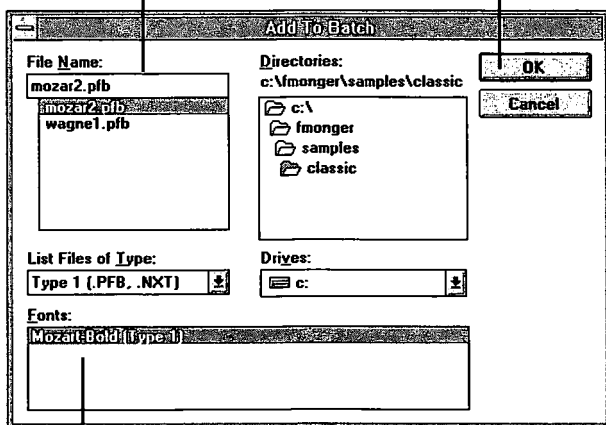 Add To Batch
File Name:
mozar2.pfb
mozar2.pfb
wagne1.pfb
Directories:
c:\fmonger\samples\classic
c:\
fmonger
samples
classic
OK
Cancel
List Files of Type:
Type 1 (.PFB, .NXT)
Drives:
c:
Fonts:
Mozart-Bold (Type 1)